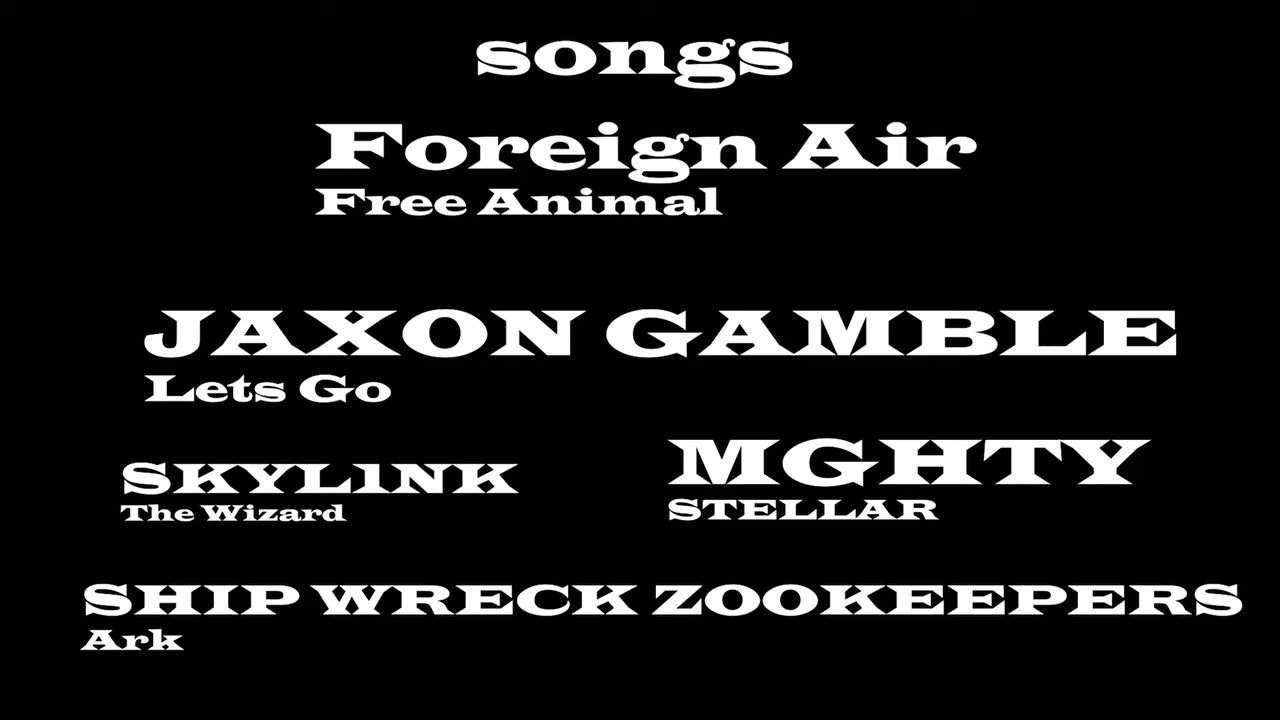 songs
Foreign Air
Free Animal
JAXON GAMBLE
Lets Go
SKYL1NK
The Wizard
MGHTY
STELLAR
SHIP WRECK ZOOKEEPERS
Ark